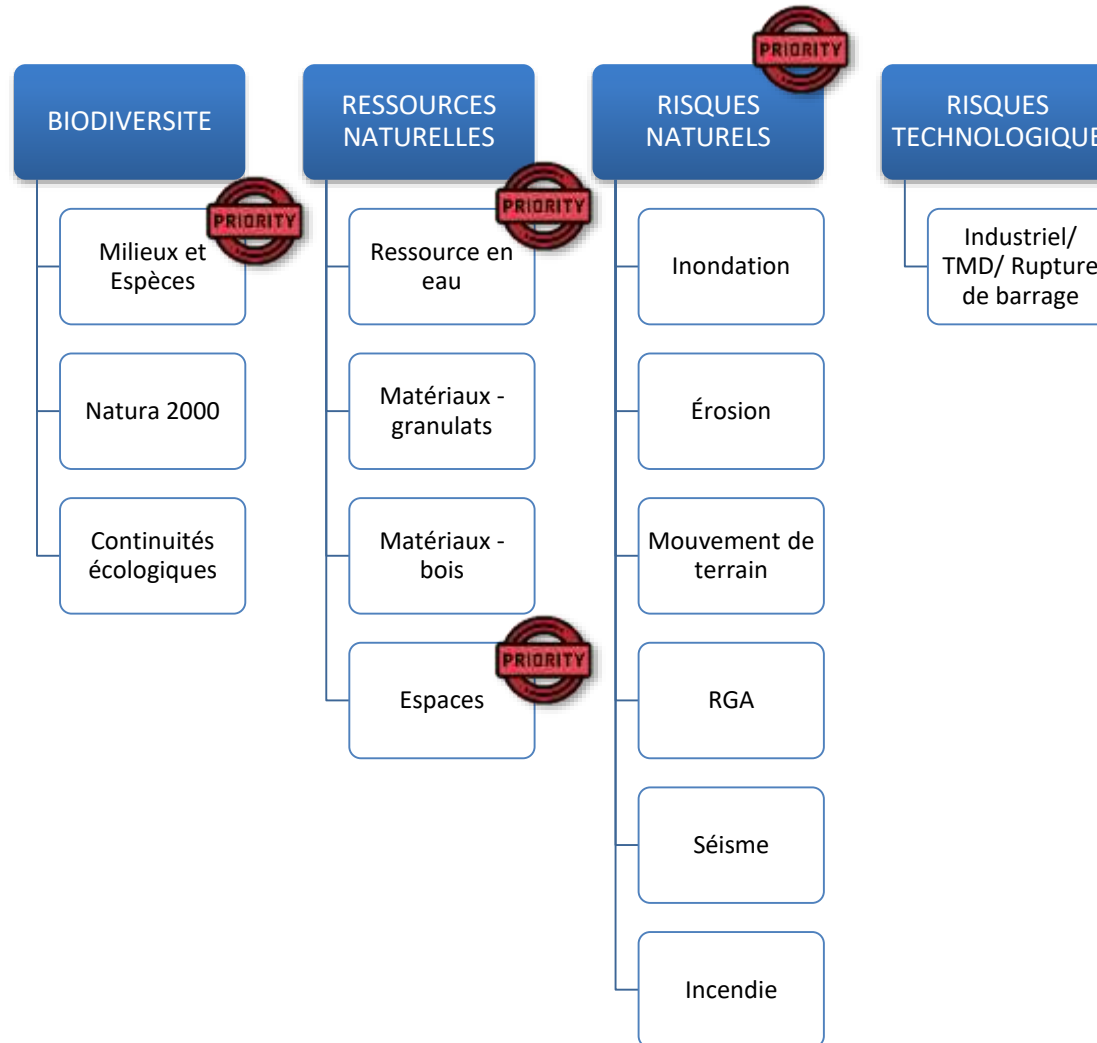 BIODIVERSITE
PRIORITY
Milieux et
Espèces
Natura 2000
Continuités
écologiques
RESSOURCES
NATURELLES
PRIORITY
Ressource en
eau
Matériaux -
granulats
Matériaux -
bois
PRIORITY
Espaces
PRIORITY
RISQUES
NATURELS
Inondation
Érosion
Mouvement de
terrain
RGA
Séisme
Incendie
RISQUES
TECHNOLOGIQUE
Industriel/
TMD/ Rupture
de barrage